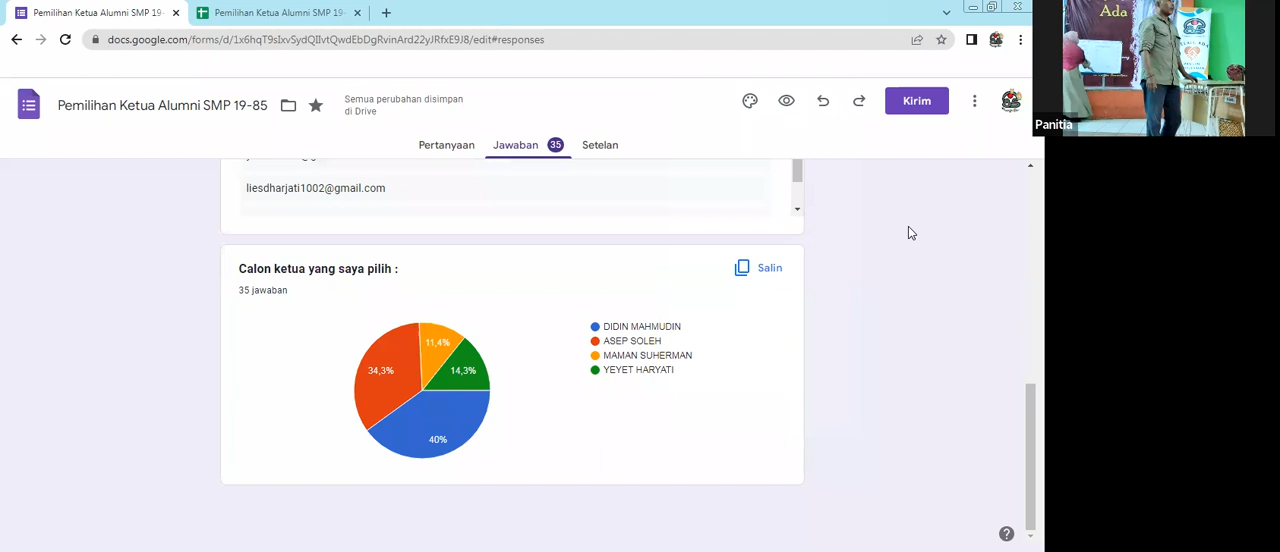 Pemilihan Ketua Alumni SMP 19-
Pemilihan Ketua Alumni SMP 19-
docs.google.com/forms/d/1x6hqT9sIxvSydQIIvtQwdEbDgRvinArd22yJRfxE9J8/edit#responses
Pemilihan Ketua Alumni SMP 19-85
Semua perubahan disimpan
di Drive
Kirim
Ada
Panitia
Pertanyaan
Jawaban 35
Setelan
liesdharjati1002@gmail.com
Calon ketua yang saya pilih :
Salin
35 jawaban
DIDIN MAHMUDIN
ASEP SOLEH
MAMAN SUHERMAN
YEYET HARYATI
11,4%
34,3%
14,3%
40%